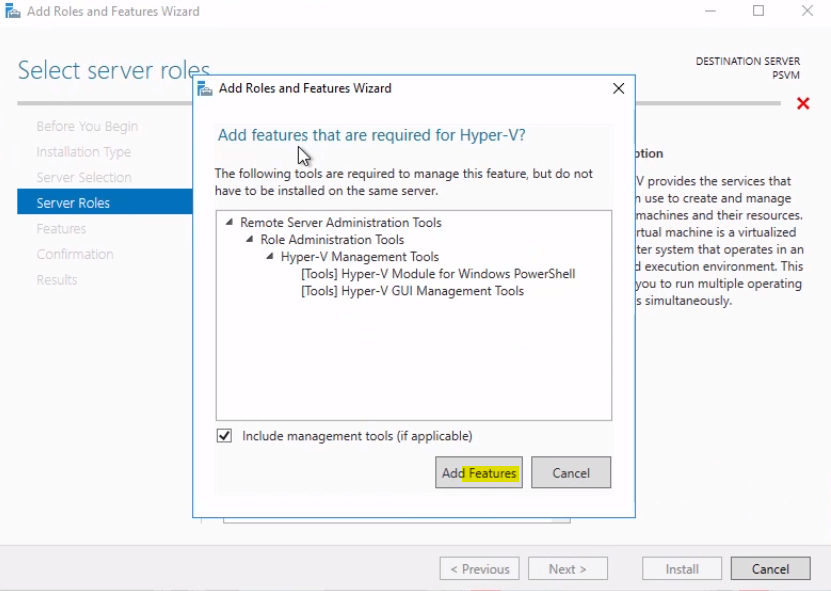 Add Roles and Features Wizard
Select server roles
DESTINATION SERVER
PSVM
Before You Begin
Installation Type
Server Selection
Server Roles
Features
Confirmation
Results
Add Roles and Features Wizard
Add features that are required for Hyper-V?
The following tools are required to manage this feature, but do not
have to be installed on the same server.
Remote Server Administration Tools
Role Administration Tools
Hyper-V Management Tools
[Tools] Hyper-V Module for Windows PowerShell
[Tools] Hyper-V GUI Management Tools
Include management tools (if applicable)
Add Features
Cancel
ption
V provides the services that
use to create and manage
machines and their resources.
rtual machine is a virtualized
ter system that operates in an
d execution environment. This
you to run multiple operating
s simultaneously.
< Previous
Next >
Install
Cancel